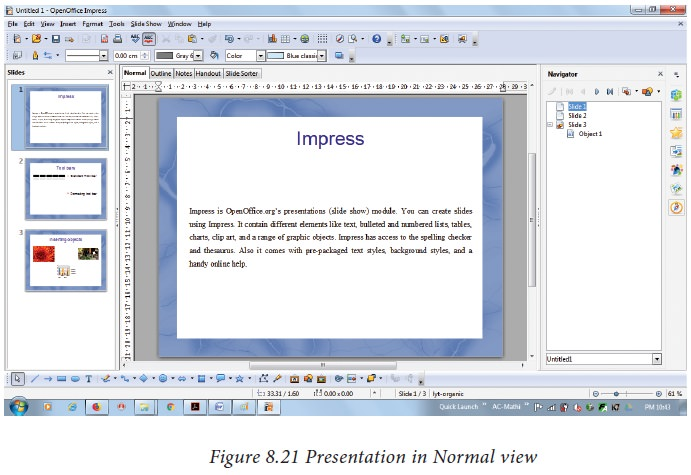 Untitled 1 - OpenOffice Impress
File Edit View Insert Format Tools Slide Show Window Help
0.00 cm Gray 6 Color Blue classic
Slides
Normal Outline Notes Handout Slide Sorter
Navigator
1
Impress
2
Tool bars
3
Inserting objects
Impress
Impress is OpenOffice.org's presentations (slide show) module. You can create slides
using Impress. It contain different elements like text, bulleted and numbered lists, tables,
charts, clip art, and a range of graphic objects. Impress has access to the spelling checker
and thesaurus. Also it comes with pre-packaged text styles, background styles, and a
handy online help.
Slide 1
Slide 2
Slide 3
Object 1
Untitled1
33.31 / 1.60 0.00 x 0.00 Slide 1 / 3 lyt-organic 61 %
Quick Launch AC-Mathi PM 10:43
Figure 8.21 Presentation in Normal view